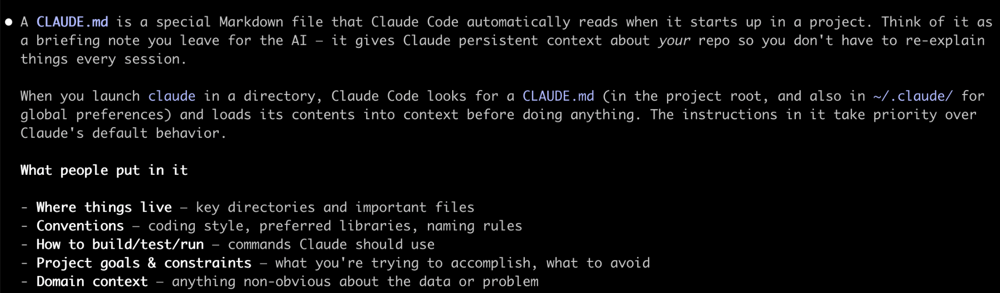 A CLAUDE.md is a special Markdown file that Claude Code automatically reads when it starts up in a project. Think of it as
a briefing note you leave for the AI — it gives Claude persistent context about your repo so you don't have to re-explain
things every session.
When you launch claude in a directory, Claude Code looks for a CLAUDE.md (in the project root, and also in ~/.claude/ for
global preferences) and loads its contents into context before doing anything. The instructions in it take priority over
Claude's default behavior.
What people put in it
- Where things live — key directories and important files
- Conventions — coding style, preferred libraries, naming rules
- How to build/test/run — commands Claude should use
- Project goals & constraints — what you're trying to accomplish, what to avoid
- Domain context — anything non-obvious about the data or problem